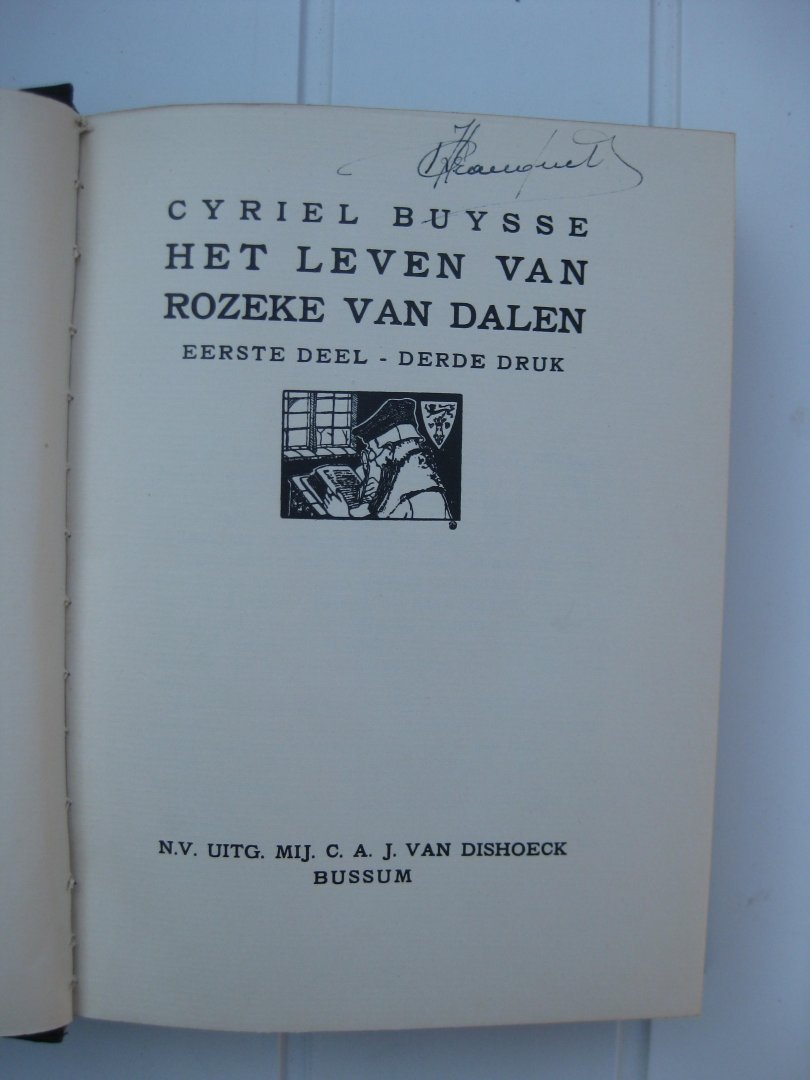 CYRIEL BUYSSE
HET LEVEN VAN
ROZEKE VAN DALEN
EERSTE DEEL - DERDE DRUK
N.V. UITG. MIJ. C. A. J. VAN DISHOECK
BUSSUM